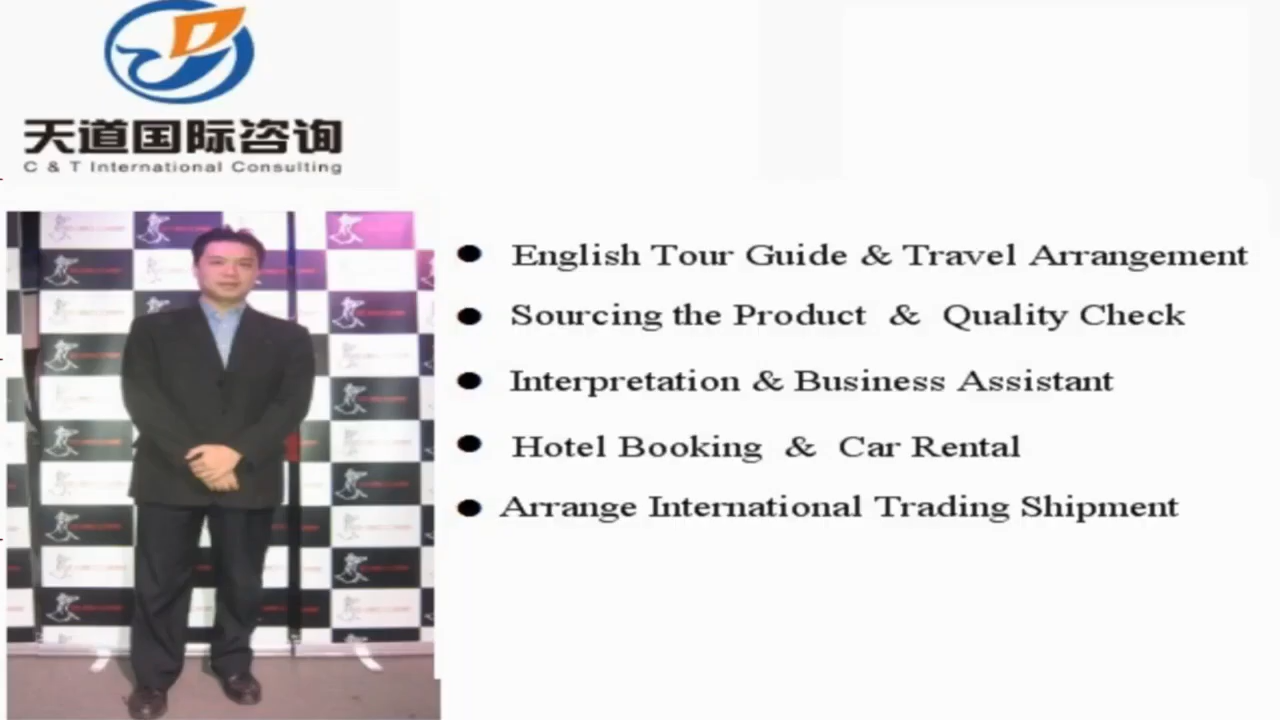 天道国际咨询
C & T International Consulting
English Tour Guide & Travel Arrangement
Sourcing the Product & Quality Check
Interpretation & Business Assistant
Hotel Booking & Car Rental
Arrange International Trading Shipment